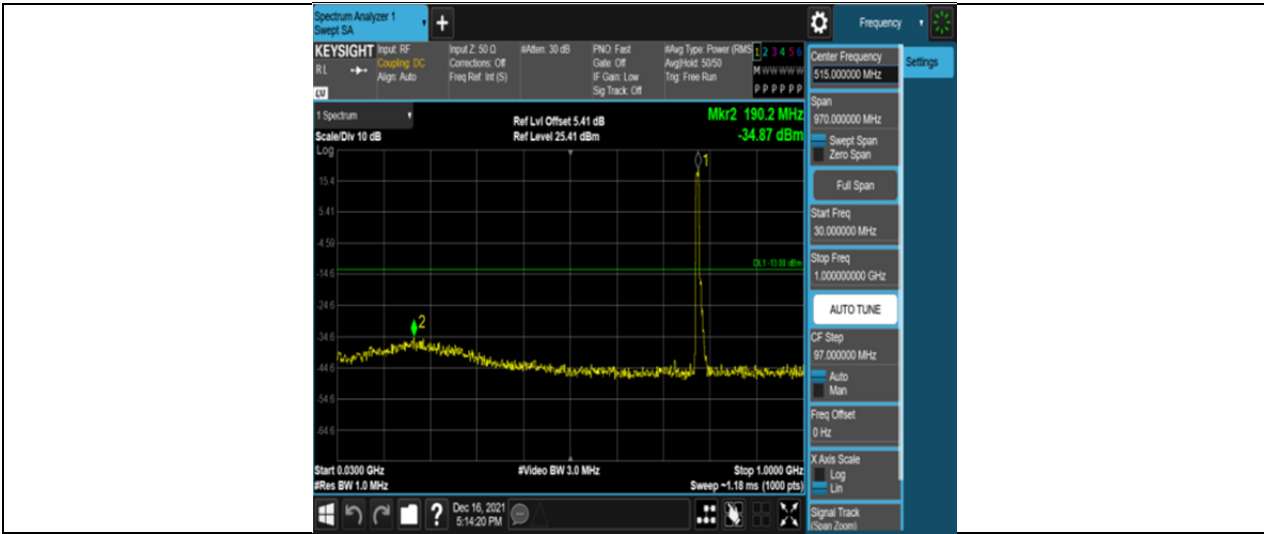 Spectrum Analyzer 1
Swept SA
Frequency
KEYSIGHT
RL
Input: RF
Coupling: DC
Align: Auto
Input Z: 50 Ω
Corrections: Off
Freq Ref: Int (S)
#Atten: 30 dB
PNO: Fast
Gate: Off
IF Gain: Low
Sig Track: Off
#Avg Type: Power (RMS
Avg|Hold: 50/50
Trig: Free Run
1 2 3 4 5 6
M W W W W W
P P P P P P
1 Spectrum
Scale/Div 10 dB
Ref Lvl Offset 5.41 dB
Ref Level 25.41 dBm
Mkr2 190.2 MHz
-34.87 dBm
Log
15.4
5.41
-4.59
-14.6
-24.6
-34.6
-44.6
-54.6
-64.6
DL1 -13.00 dBm
1
2
Start 0.0300 GHz
#Res BW 1.0 MHz
#Video BW 3.0 MHz
Stop 1.0000 GHz
Sweep ~1.18 ms (1000 pts)
Dec 16, 2021
5:14:20 PM
Center Frequency
515.000000 MHz
Settings
Span
970.000000 MHz
Swept Span
Zero Span
Full Span
Start Freq
30.000000 MHz
Stop Freq
1.000000000 GHz
AUTO TUNE
CF Step
97.000000 MHz
Auto
Man
Freq Offset
0 Hz
X Axis Scale
Log
Lin
Signal Track
(Span Zoom)